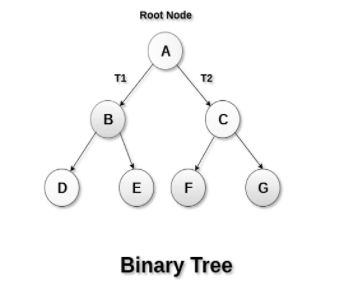 Root Node
A
T1 T2
B C
D E F G
Binary Tree